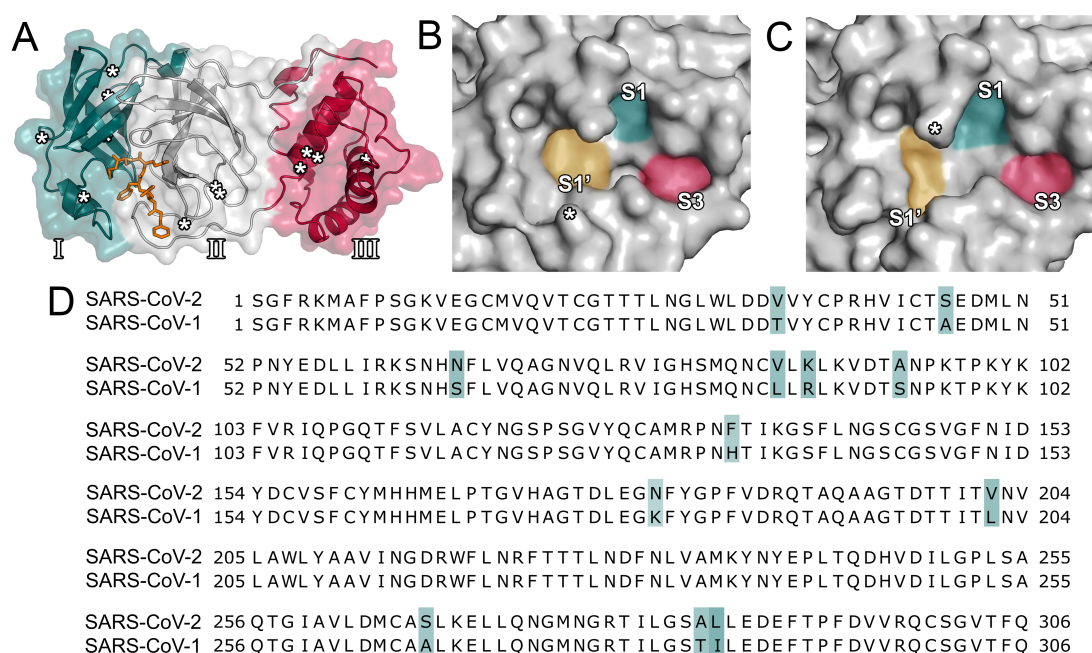 A
I
II
III
B
S1
S1’
S3
*
C
S1
*
S1’
S3
D
SARS-CoV-2 1 SGFRKMAFPSGKVEGCMVQVTCGTTTLNGLWLDDVVYCPRHVICTSEDMLN 51
SARS-CoV-1 1 SGFRKMAFPSGKVEGCMVQVTCGTTTLNGLWLDDTVYCPRHVICTAEDMLN 51
SARS-CoV-2 52 PNYEDLLIRKSNHNFLVQAGNVQLRVIGHSMQNCVLKLKVDTANPKTPKYK 102
SARS-CoV-1 52 PNYEDLLIRKSNHSFLVQAGNVQLRVIGHSMQNCLLRLKVDTSNPKTPKYK 102
SARS-CoV-2 103 FVRIQPGQTFSVLACYNGSPSGVYQCAMRPNFTIKGSFLNGSCGSVGFNID 153
SARS-CoV-1 103 FVRIQPGQTFSVLACYNGSPSGVYQCAMRPNHTIKGSFLNGSCGSVGFNID 153
SARS-CoV-2 154 YDCVSFCYMHHMELPTGVHAGTDLEGNFYGPFVDRQTAQAAGTDTTITVNV 204
SARS-CoV-1 154 YDCVSFCYMHHMELPTGVHAGTDLEGKFYGPFVDRQTAQAAGTDTTITLNV 204
SARS-CoV-2 205 LAWLYAAVINGDRWFLNRFTTTLNDFNLVAMKYNYEPLTQDHVDILGPLSA 255
SARS-CoV-1 205 LAWLYAAVINGDRWFLNRFTTTLNDFNLVAMKYNYEPLTQDHVDILGPLSA 255
SARS-CoV-2 256 QTGIAVLDMCASLKELLQNGMNGRTILGSALLEDEFTPFDVVRQCSGVTFQ 306
SARS-CoV-1 256 QTGIAVLDMCAALKELLQNGMNGRTILGSTILEDEFTPFDVVRQCSGVTFQ 306